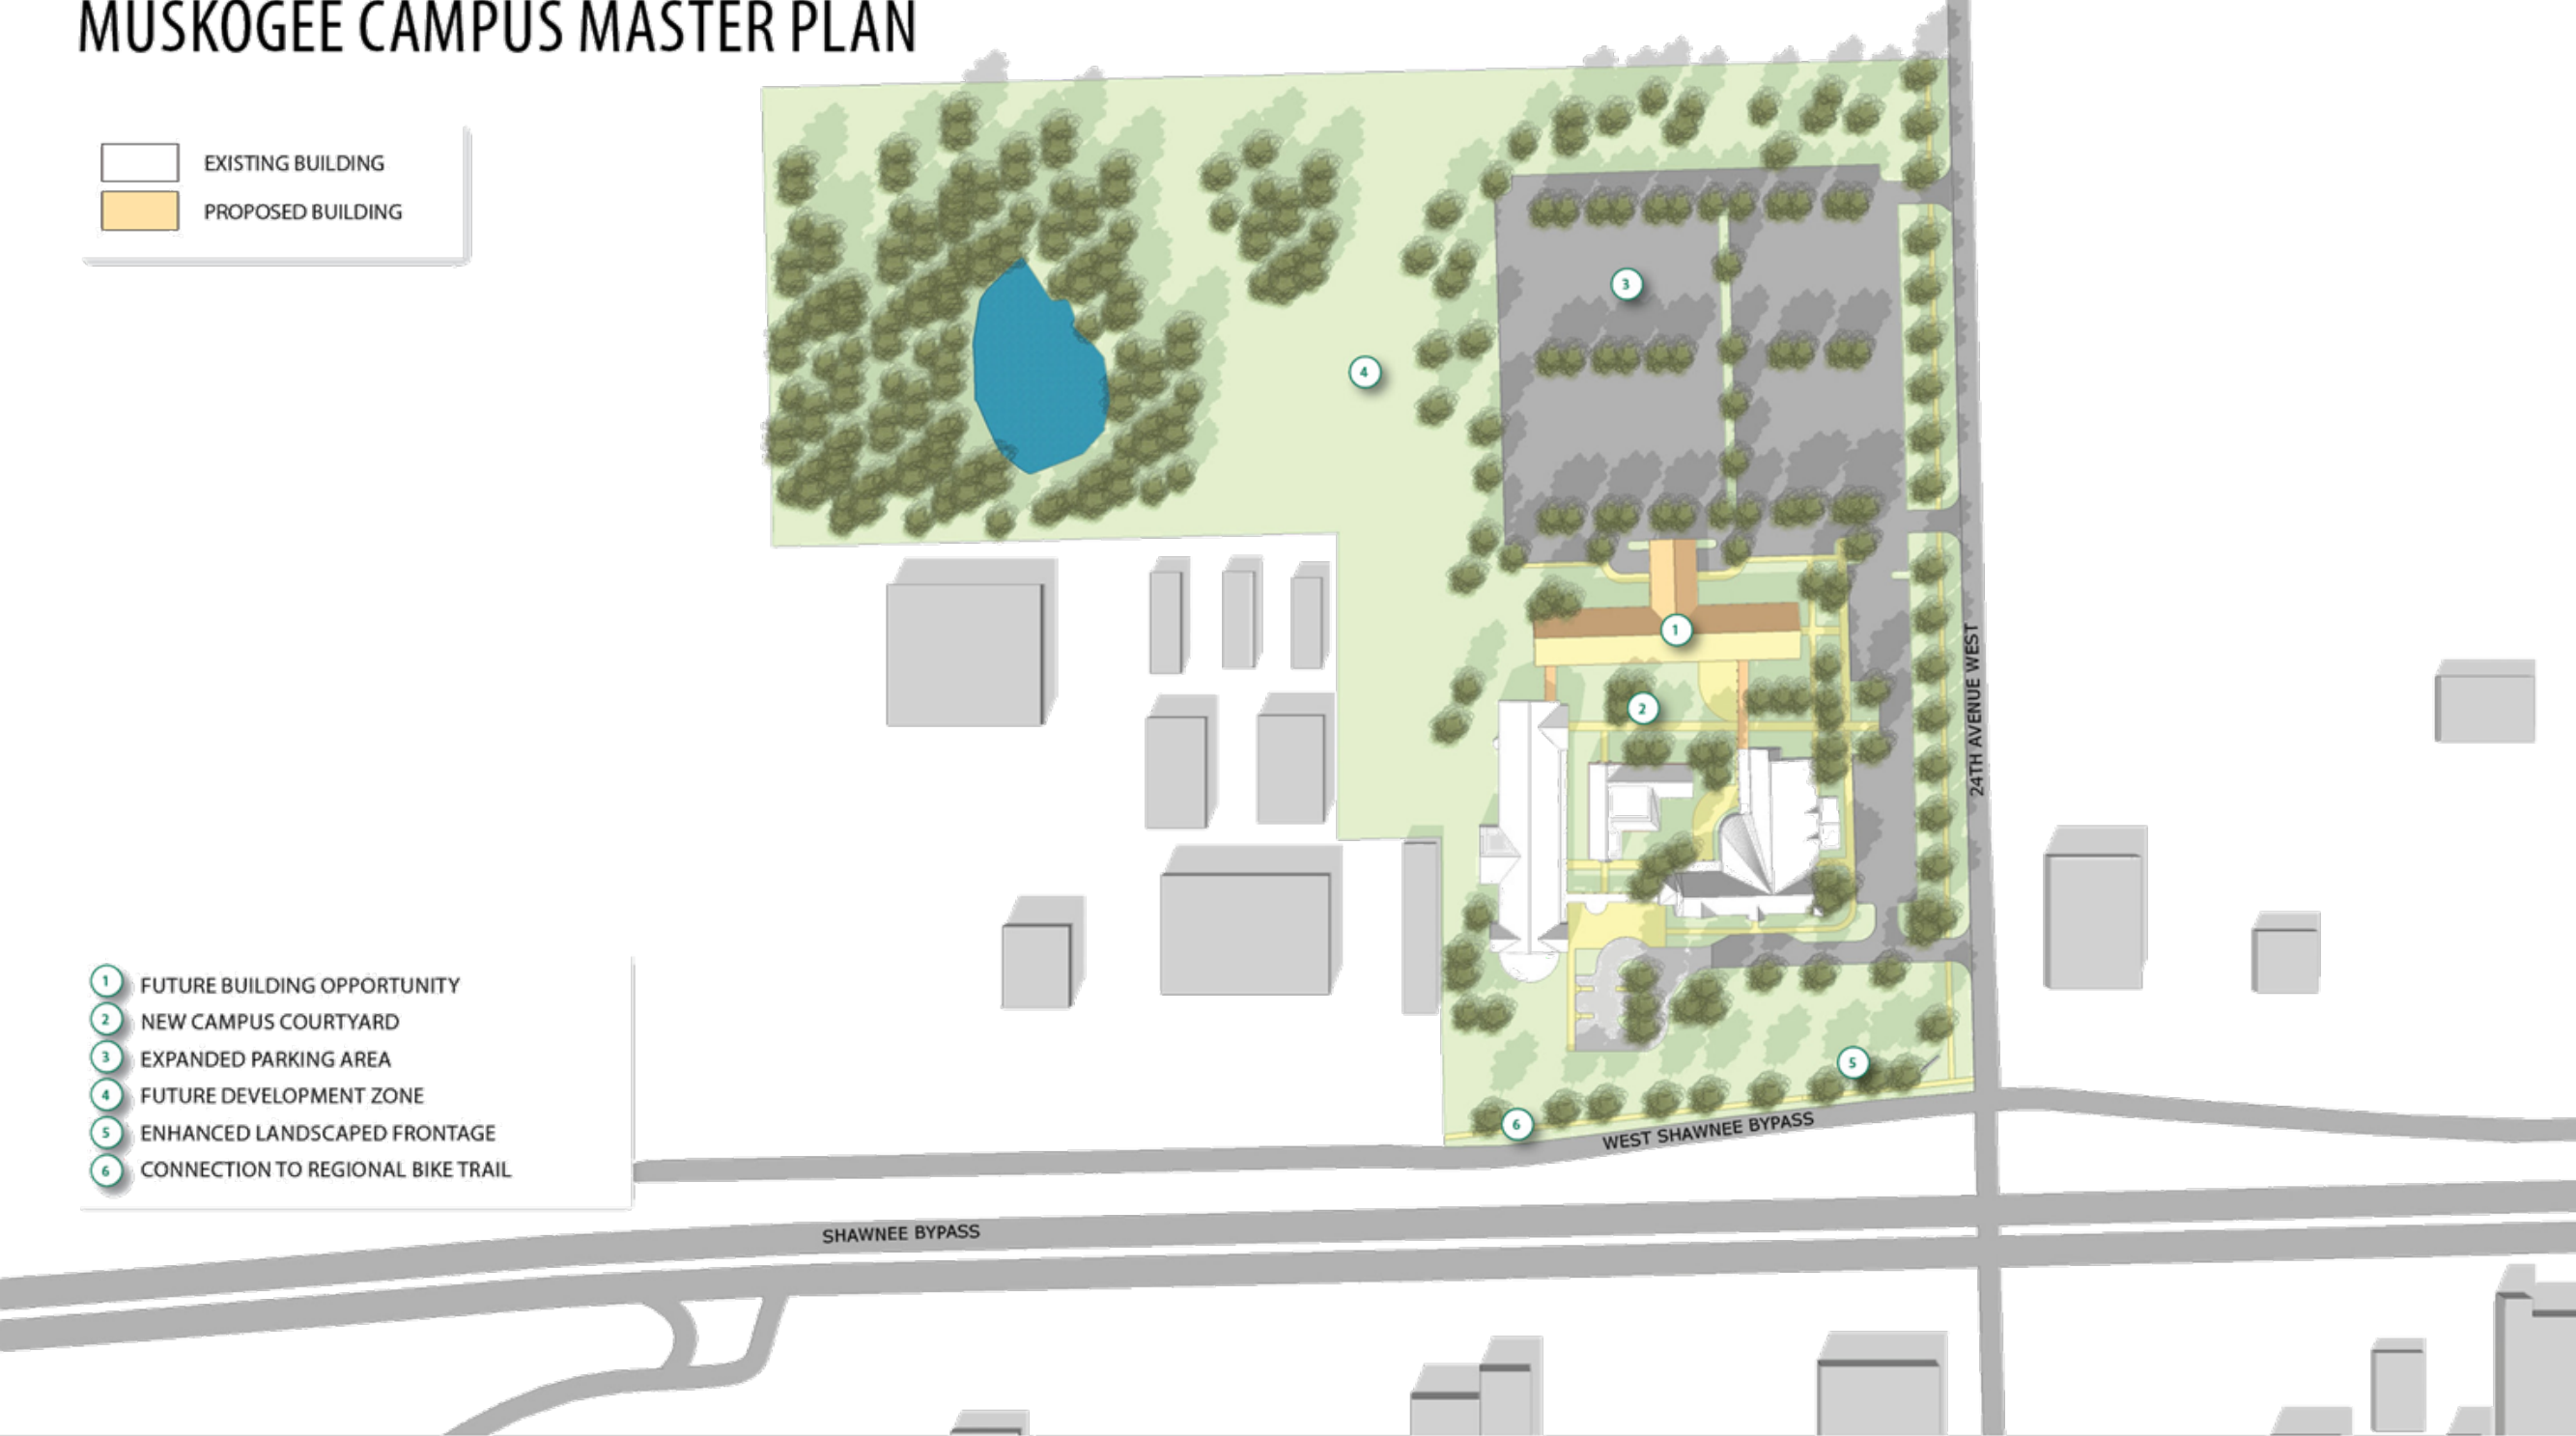 MUSKOGEE CAMPUS MASTER PLAN
EXISTING BUILDING
PROPOSED BUILDING
3
4
1
2
24TH AVENUE WEST
5
6
WEST SHAWNEE BYPASS
1 FUTURE BUILDING OPPORTUNITY
2 NEW CAMPUS COURTYARD
3 EXPANDED PARKING AREA
4 FUTURE DEVELOPMENT ZONE
5 ENHANCED LANDSCAPED FRONTAGE
6 CONNECTION TO REGIONAL BIKE TRAIL
SHAWNEE BYPASS